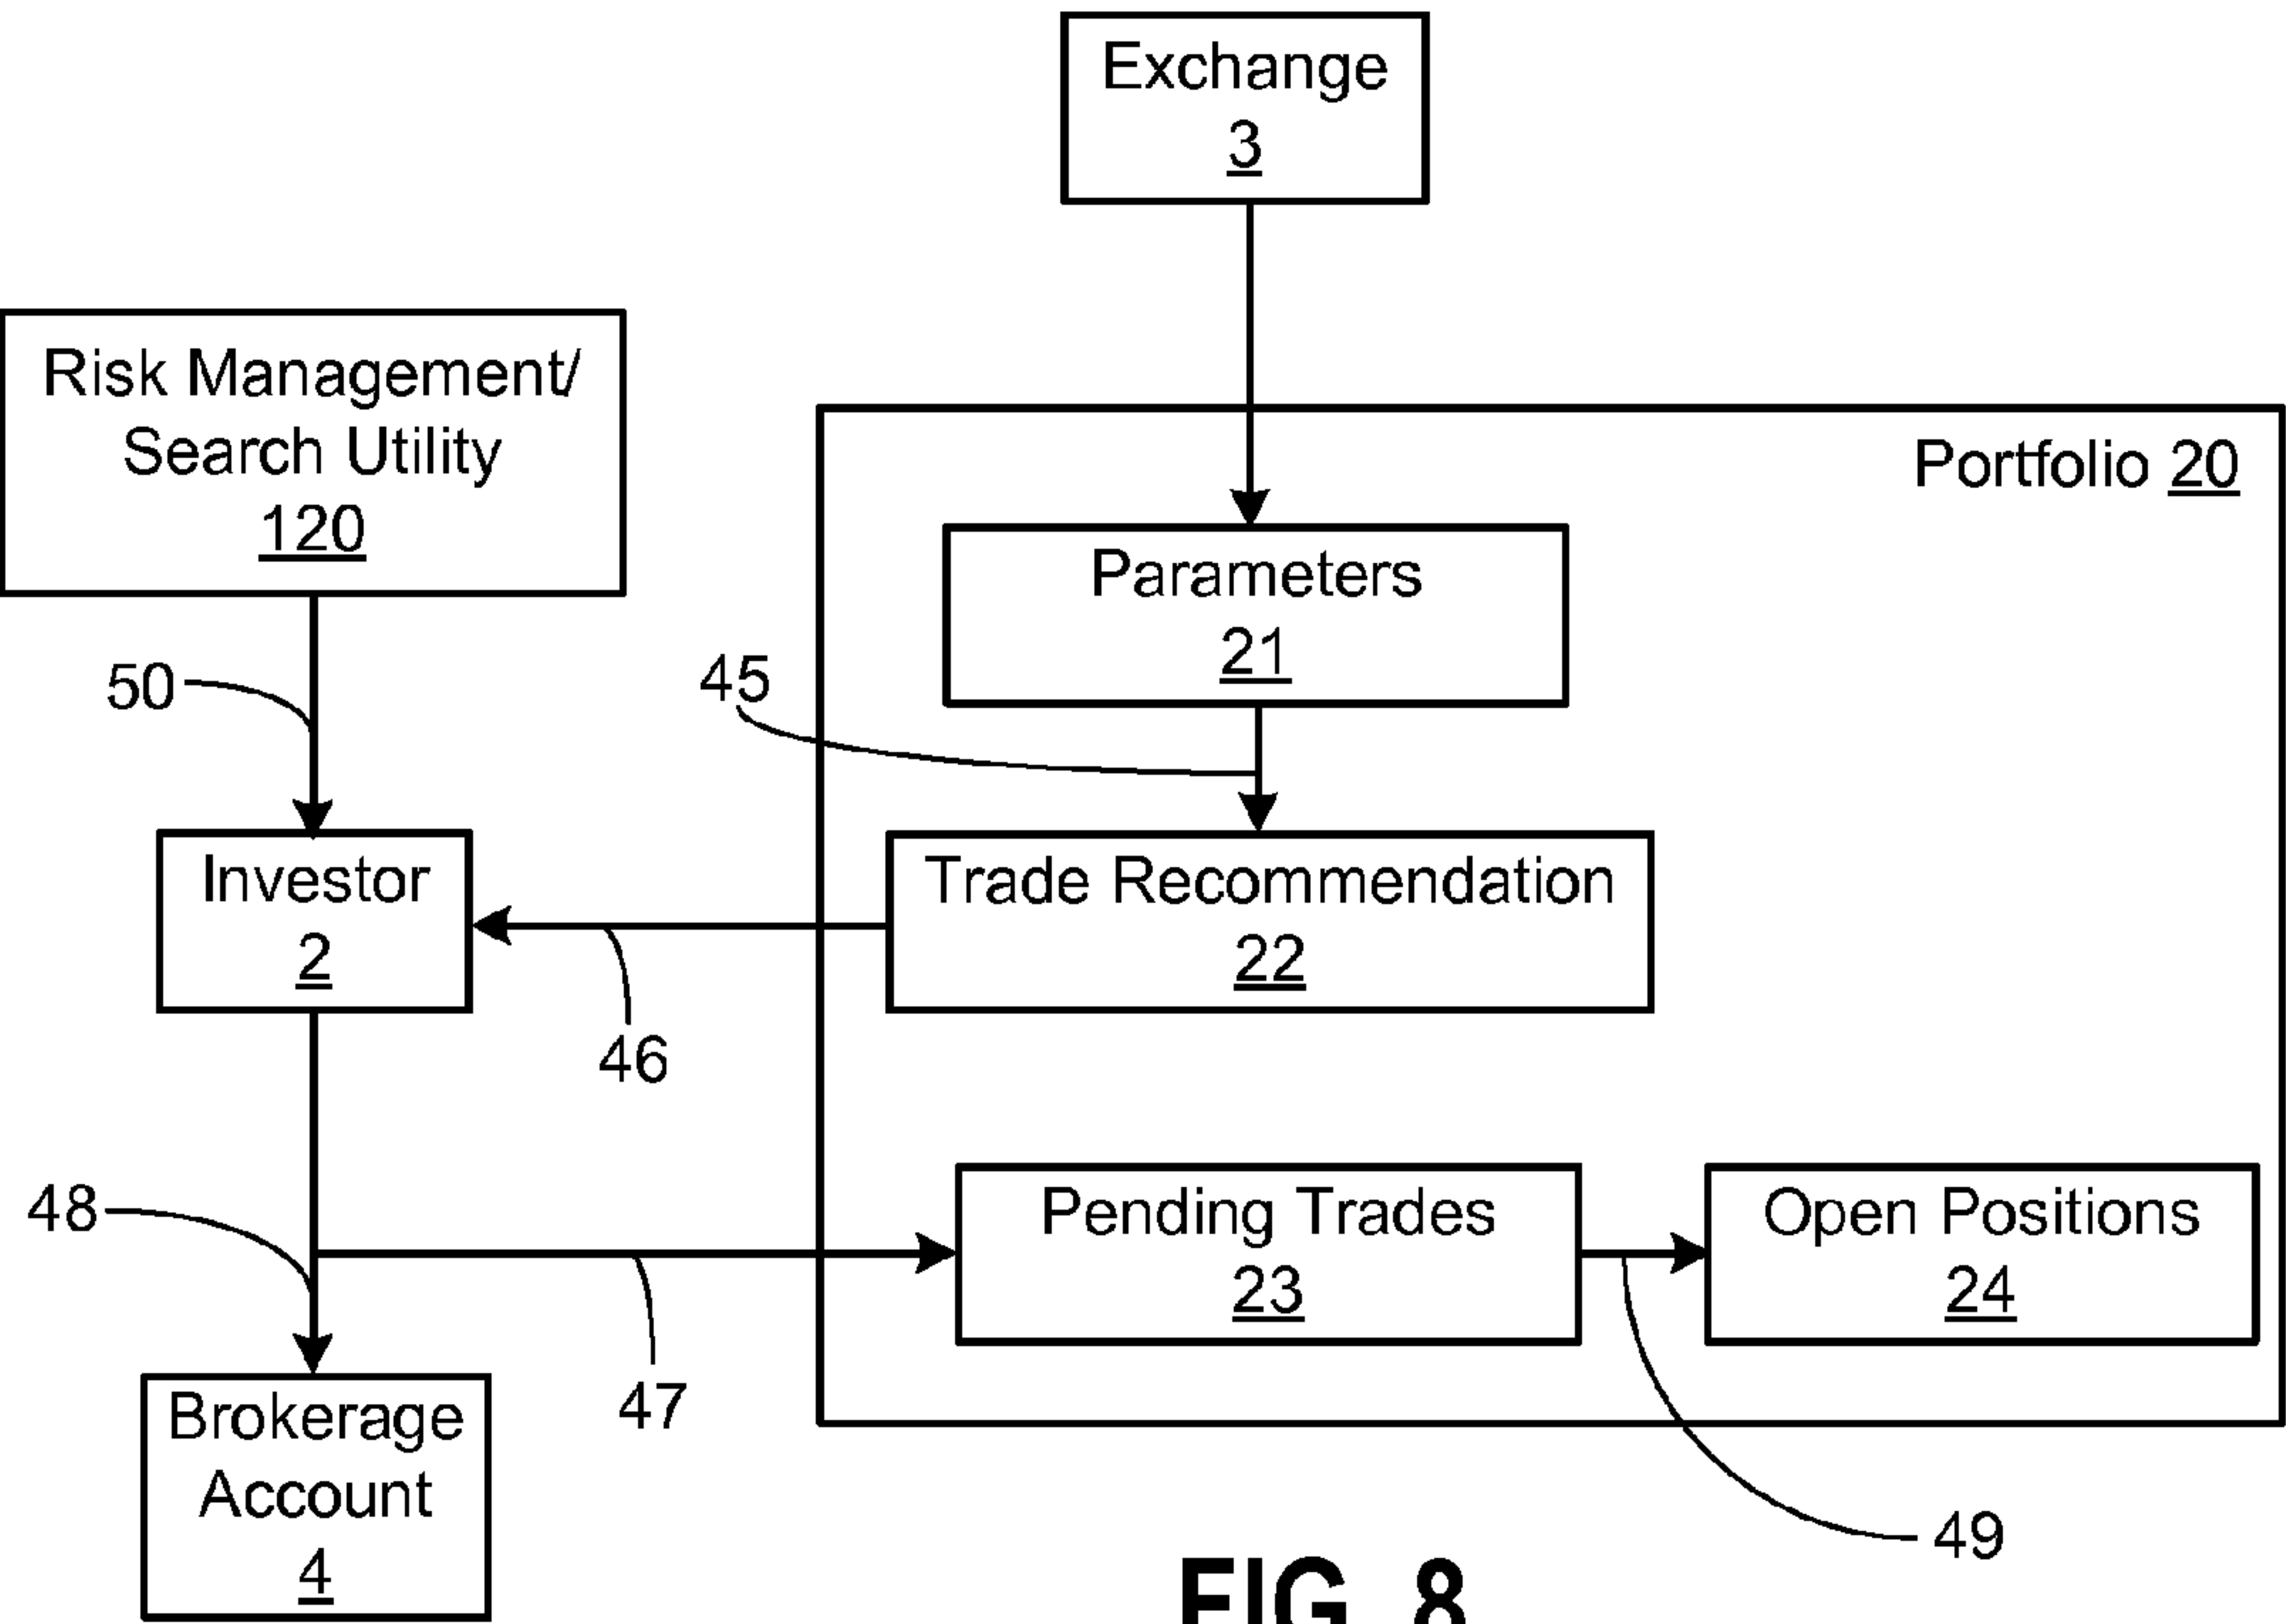 Exchange
3
Risk Management/
Search Utility
120
Portfolio 20
Parameters
21
50
45
Investor
2
Trade Recommendation
22
46
48
Pending Trades
23
Open Positions
24
47
Brokerage
Account
4
49
FIG. 8